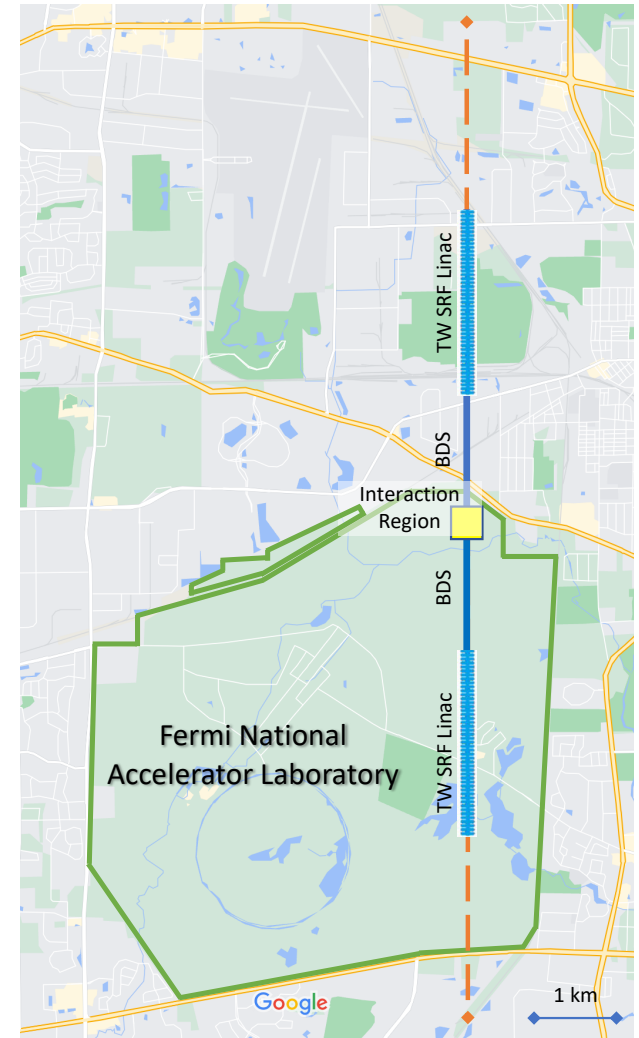 TW SRF Linac
BDS
Interaction
Region
BDS
TW SRF Linac
Fermi National
Accelerator Laboratory
Google
1 km